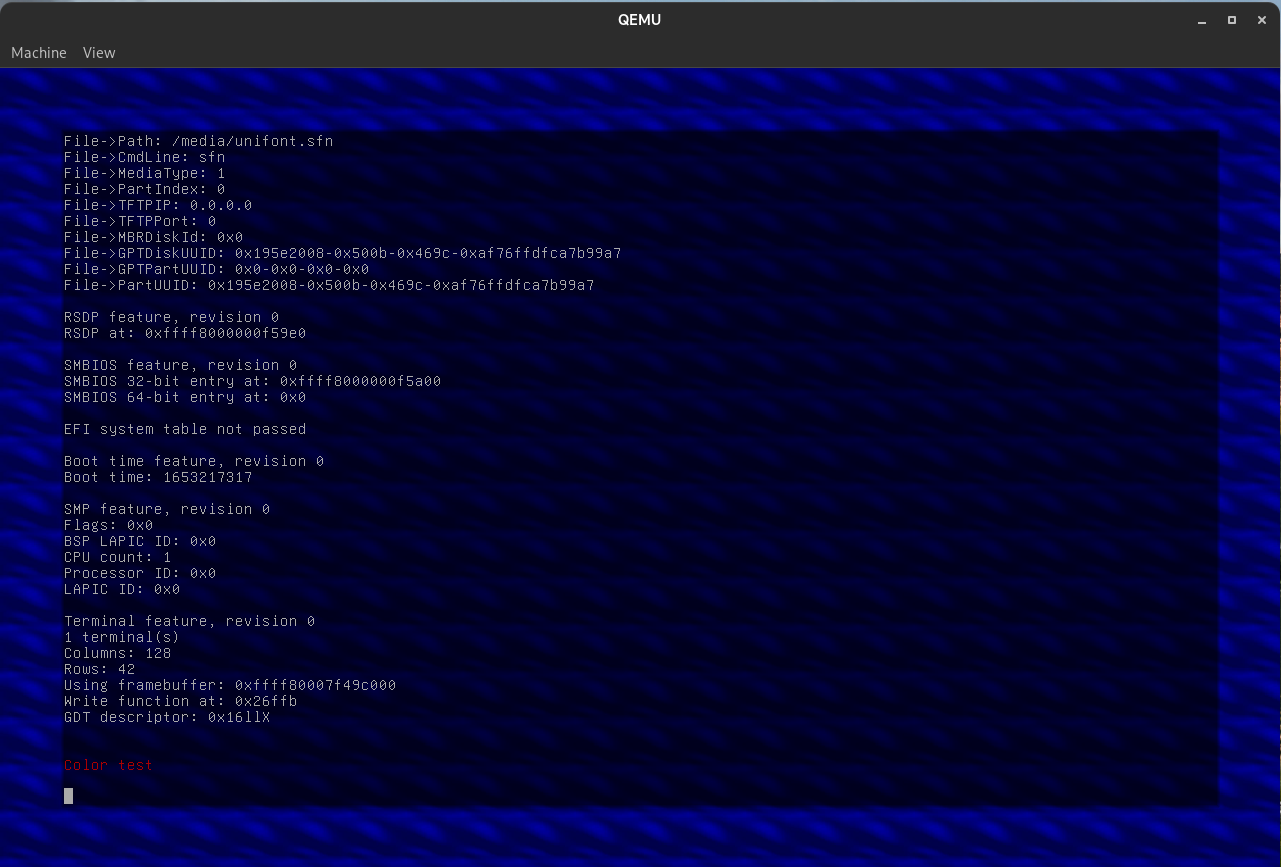 QEMU
Machine View
File->Path: /media/unifont.sfn
File->CmdLine: sfn
File->MediaType: 1
File->PartIndex: 0
File->TFTPIP: 0.0.0.0
File->TFTPPort: 0
File->MBRDiskId: 0x0
File->GPTDiskUUID: 0x195e2008-0x500b-0x469c-0xaf76ffdfca7b99a7
File->GPTPartUUID: 0x0-0x0-0x0-0x0
File->PartUUID: 0x195e2008-0x500b-0x469c-0xaf76ffdfca7b99a7
RSDP feature, revision 0
RSDP at: 0xffff8000000f59e0
SMBIOS feature, revision 0
SMBIOS 32-bit entry at: 0xffff8000000f5a00
SMBIOS 64-bit entry at: 0x0
EFI system table not passed
Boot time feature, revision 0
Boot time: 1653217317
SMP feature, revision 0
Flags: 0x0
BSP LAPIC ID: 0x0
CPU count: 1
Processor ID: 0x0
LAPIC ID: 0x0
Terminal feature, revision 0
1 terminal(s)
Columns: 128
Rows: 42
Using framebuffer: 0xffff80007f49c000
Write function at: 0x26ffb
GDT descriptor: 0x16llX
Color test